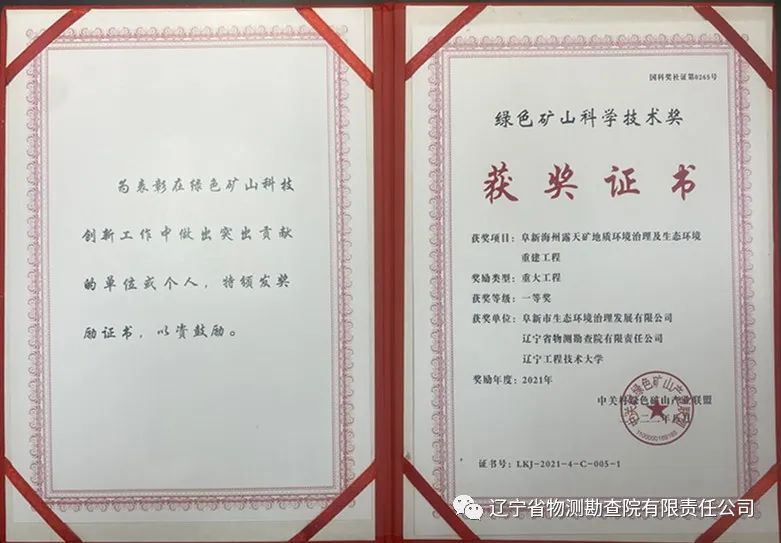 为表彰在绿色矿山科技
创新工作中做出突出贡献
的单位或个人，特颁发奖
励证书，以资鼓励。
国科奖社证第0265号
绿色矿山科学技术奖
获奖证书
获奖项目：阜新海州露天矿地质环境治理及生态环境
重建工程
奖励类型：重大工程
获奖等级：一等奖
获奖单位：阜新市生态环境治理发展有限公司
辽宁省物测勘查院有限责任公司
辽宁工程技术大学
奖励年度：2021年
中关村绿色矿山产业联盟
证书号：LKJ-2021-4-C-005-1
辽宁省物测勘查院有限责任公司